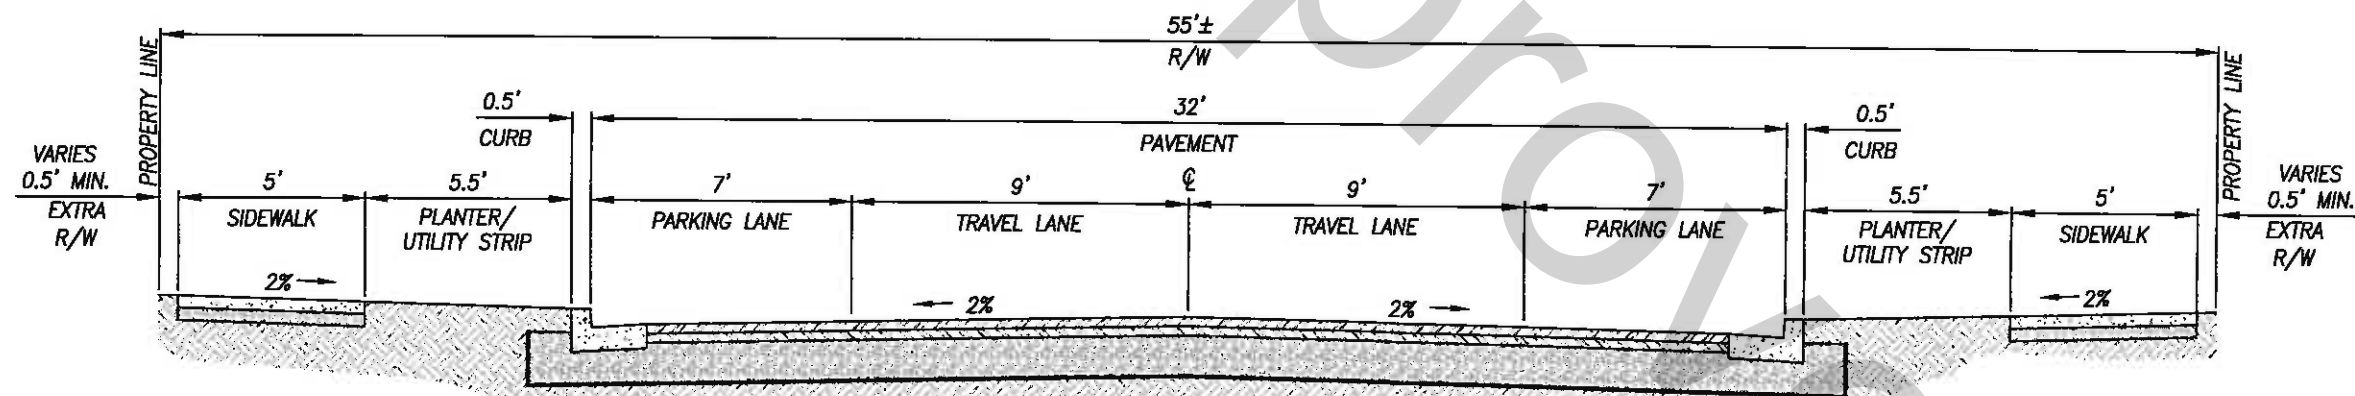 55'±
R/W
PROPERTY LINE
PROPERTY LINE
0.5'
CURB
32'
PAVEMENT
0.5'
CURB
VARIES
0.5' MIN.
EXTRA
R/W
5'
SIDEWALK
5.5'
PLANTER/
UTILITY STRIP
7'
PARKING LANE
9'
TRAVEL LANE
℄
9'
TRAVEL LANE
7'
PARKING LANE
5.5'
PLANTER/
UTILITY STRIP
5'
SIDEWALK
VARIES
0.5' MIN.
EXTRA
R/W
2%
2%
2%
2%